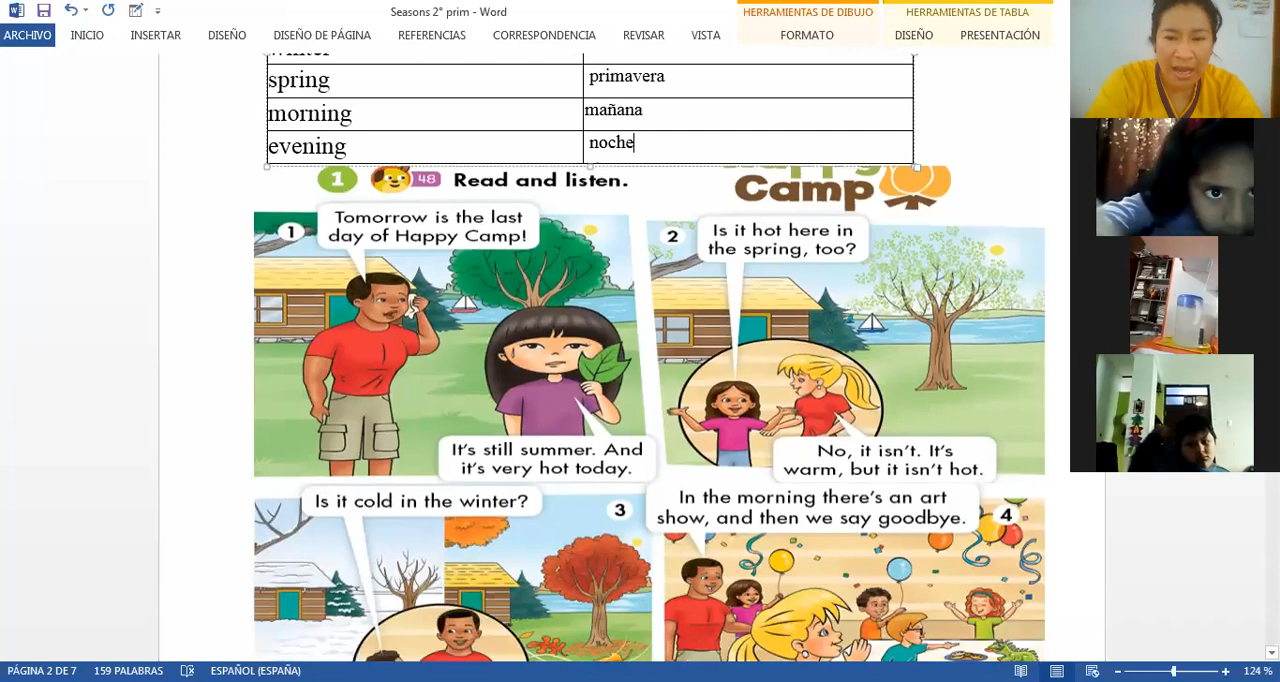 Seasons 2° prim - Word
HERRAMIENTAS DE DIBUJO
HERRAMIENTAS DE TABLA
ARCHIVO INICIO INSERTAR DISEÑO DISEÑO DE PÁGINA REFERENCIAS CORRESPONDENCIA REVISAR VISTA FORMATO DISEÑO PRESENTACIÓN
winter
spring primavera
morning mañana
evening noche
1 48 Read and listen.
Happy
Camp
1
Tomorrow is the last
day of Happy Camp!
It's still summer. And
it's very hot today.
2
Is it hot here in
the spring, too?
No, it isn't. It's
warm, but it isn't hot.
Is it cold in the winter?
3
In the morning there's an art
show, and then we say goodbye.
4
PÁGINA 2 DE 7 159 PALABRAS ESPAÑOL (ESPAÑA) 124 %